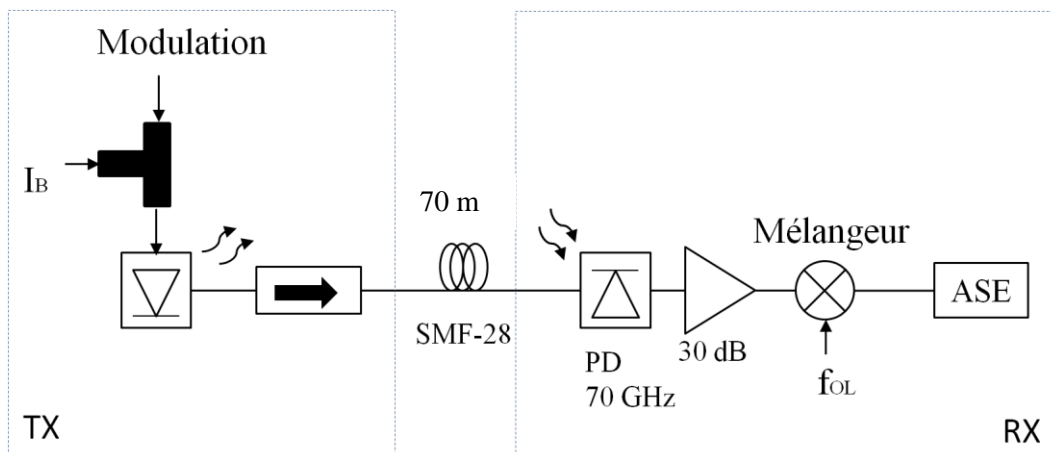 Modulation
IB
70 m
SMF-28
Mélangeur
ASE
30 dB
PD
70 GHz
fOL
TX
RX